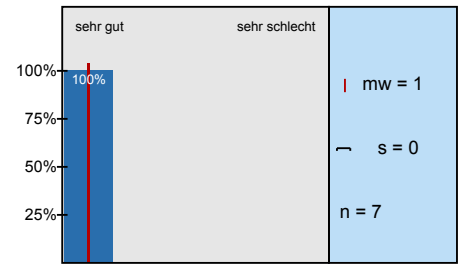 sehr gut sehr schlecht
100%
100%
75%
50%
25%
mw = 1
s = 0
n = 7